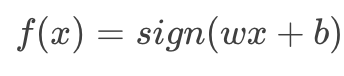 f(x) = sign(wx + b)